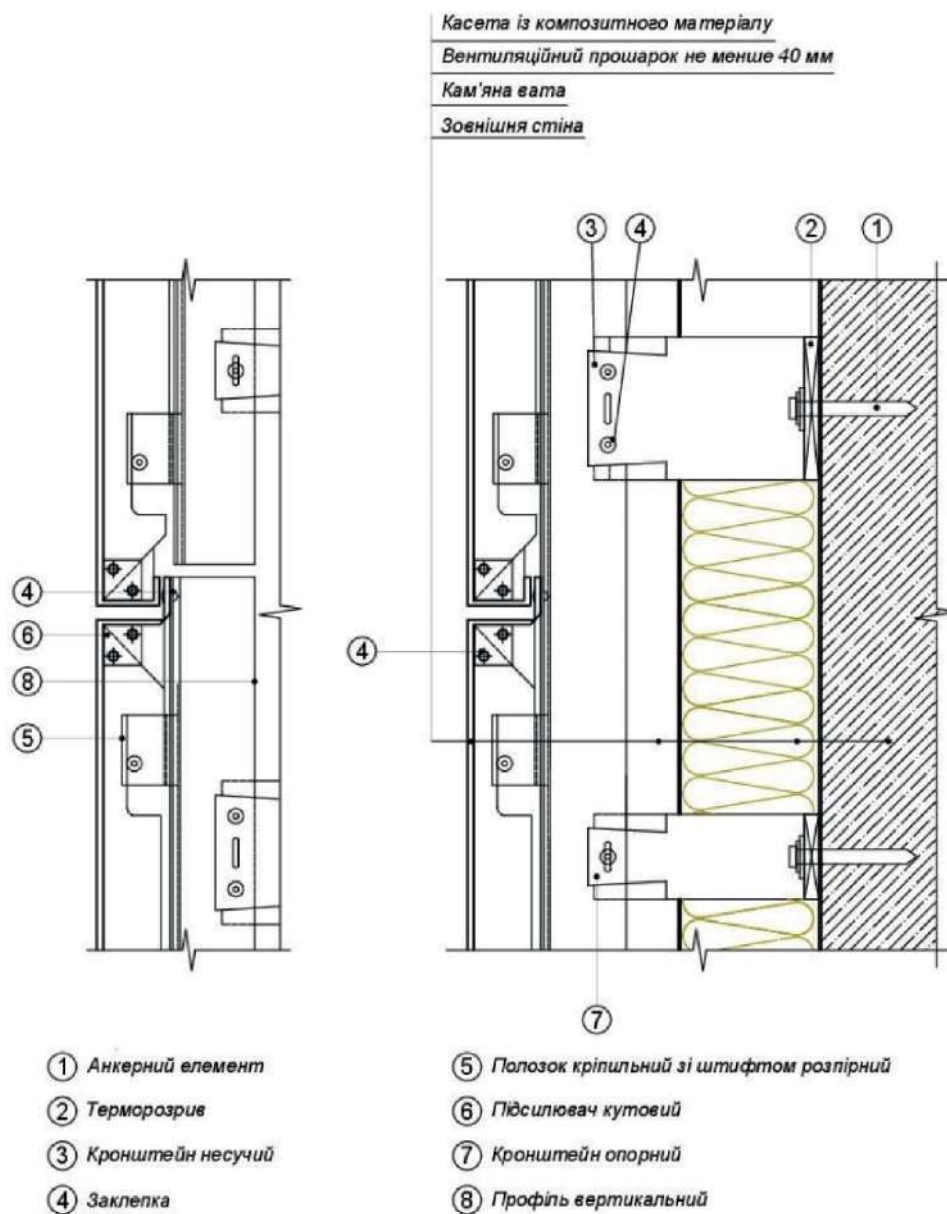 Касета із композитного матеріалу
Вентиляційний прошарок не менше 40 мм
Кам'яна вата
Зовнішня стіна
3 4 2 1
4
6
4
8
5
7
1 Анкерний елемент
2 Терморозрив
3 Кронштейн несучий
4 Заклепка
5 Полозок кріпильний зі штифтом розпірний
6 Підсилювач кутовий
7 Кронштейн опорний
8 Профіль вертикальний